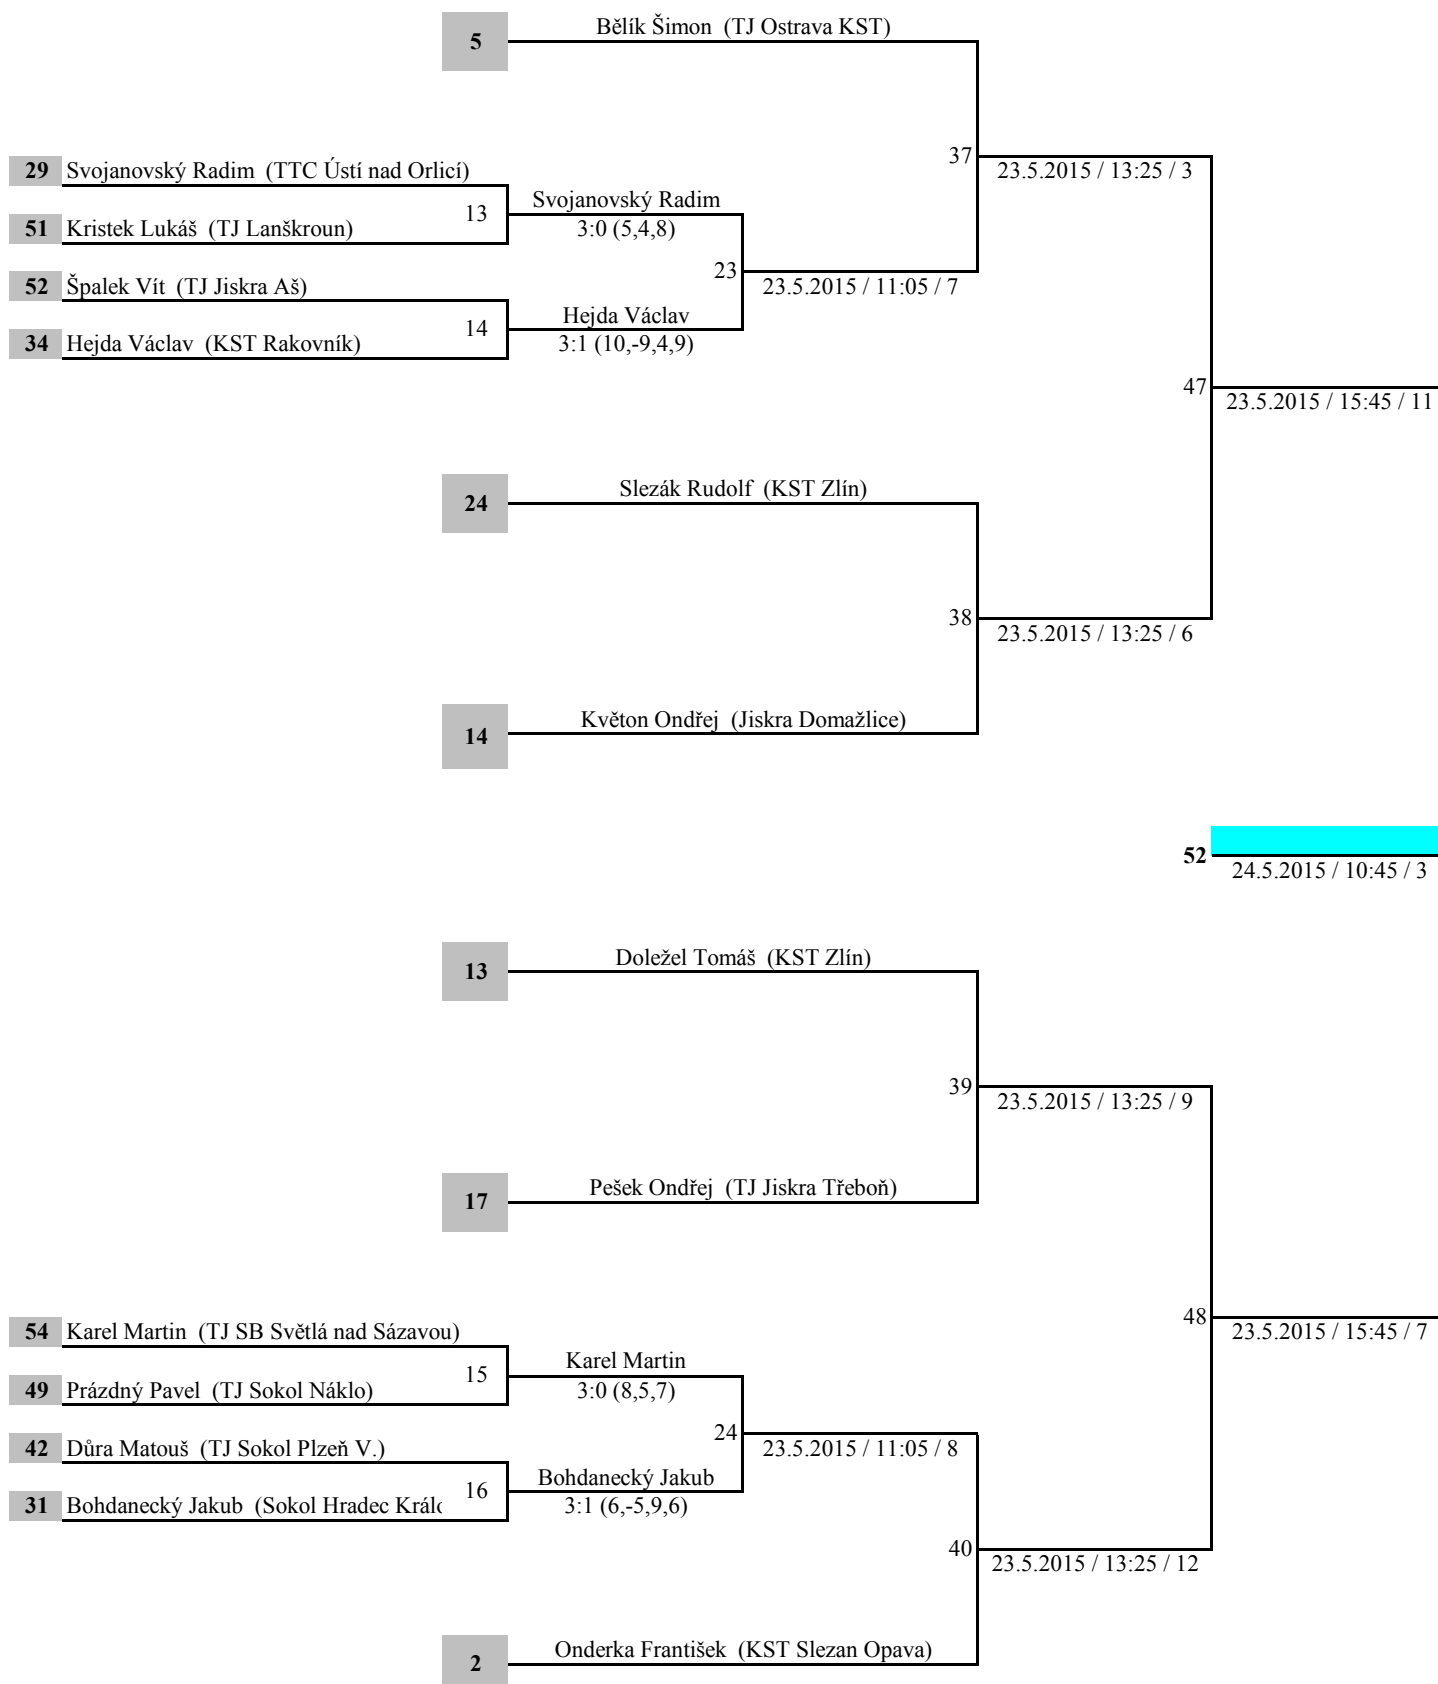 Bělík Šimon (TJ Ostrava KST)
5
37
23.5.2015 / 13:25 / 3
29 Svojanovský Radim (TTC Ústí nad Orlicí)
13
Svojanovský Radim
51 Kristek Lukáš (TJ Lanškroun)
3:0 (5,4,8)
23
23.5.2015 / 11:05 / 7
52 Špalek Vít (TJ Jiskra Aš)
14
Hejda Václav
34 Hejda Václav (KST Rakovník)
3:1 (10,-9,4,9)
47
23.5.2015 / 15:45 / 11
Slezák Rudolf (KST Zlín)
24
38
23.5.2015 / 13:25 / 6
Květon Ondřej (Jiskra Domažlice)
14
52
24.5.2015 / 10:45 / 3
Doležel Tomáš (KST Zlín)
13
39
23.5.2015 / 13:25 / 9
Pešek Ondřej (TJ Jiskra Třeboň)
17
48
23.5.2015 / 15:45 / 7
54 Karel Martin (TJ SB Světlá nad Sázavou)
15
Karel Martin
49 Prázdný Pavel (TJ Sokol Náklo)
3:0 (8,5,7)
24
23.5.2015 / 11:05 / 8
42 Důra Matouš (TJ Sokol Plzeň V.)
16
Bohdanecký Jakub
31 Bohdanecký Jakub (Sokol Hradec Králo
3:1 (6,-5,9,6)
40
23.5.2015 / 13:25 / 12
Onderka František (KST Slezan Opava)
2